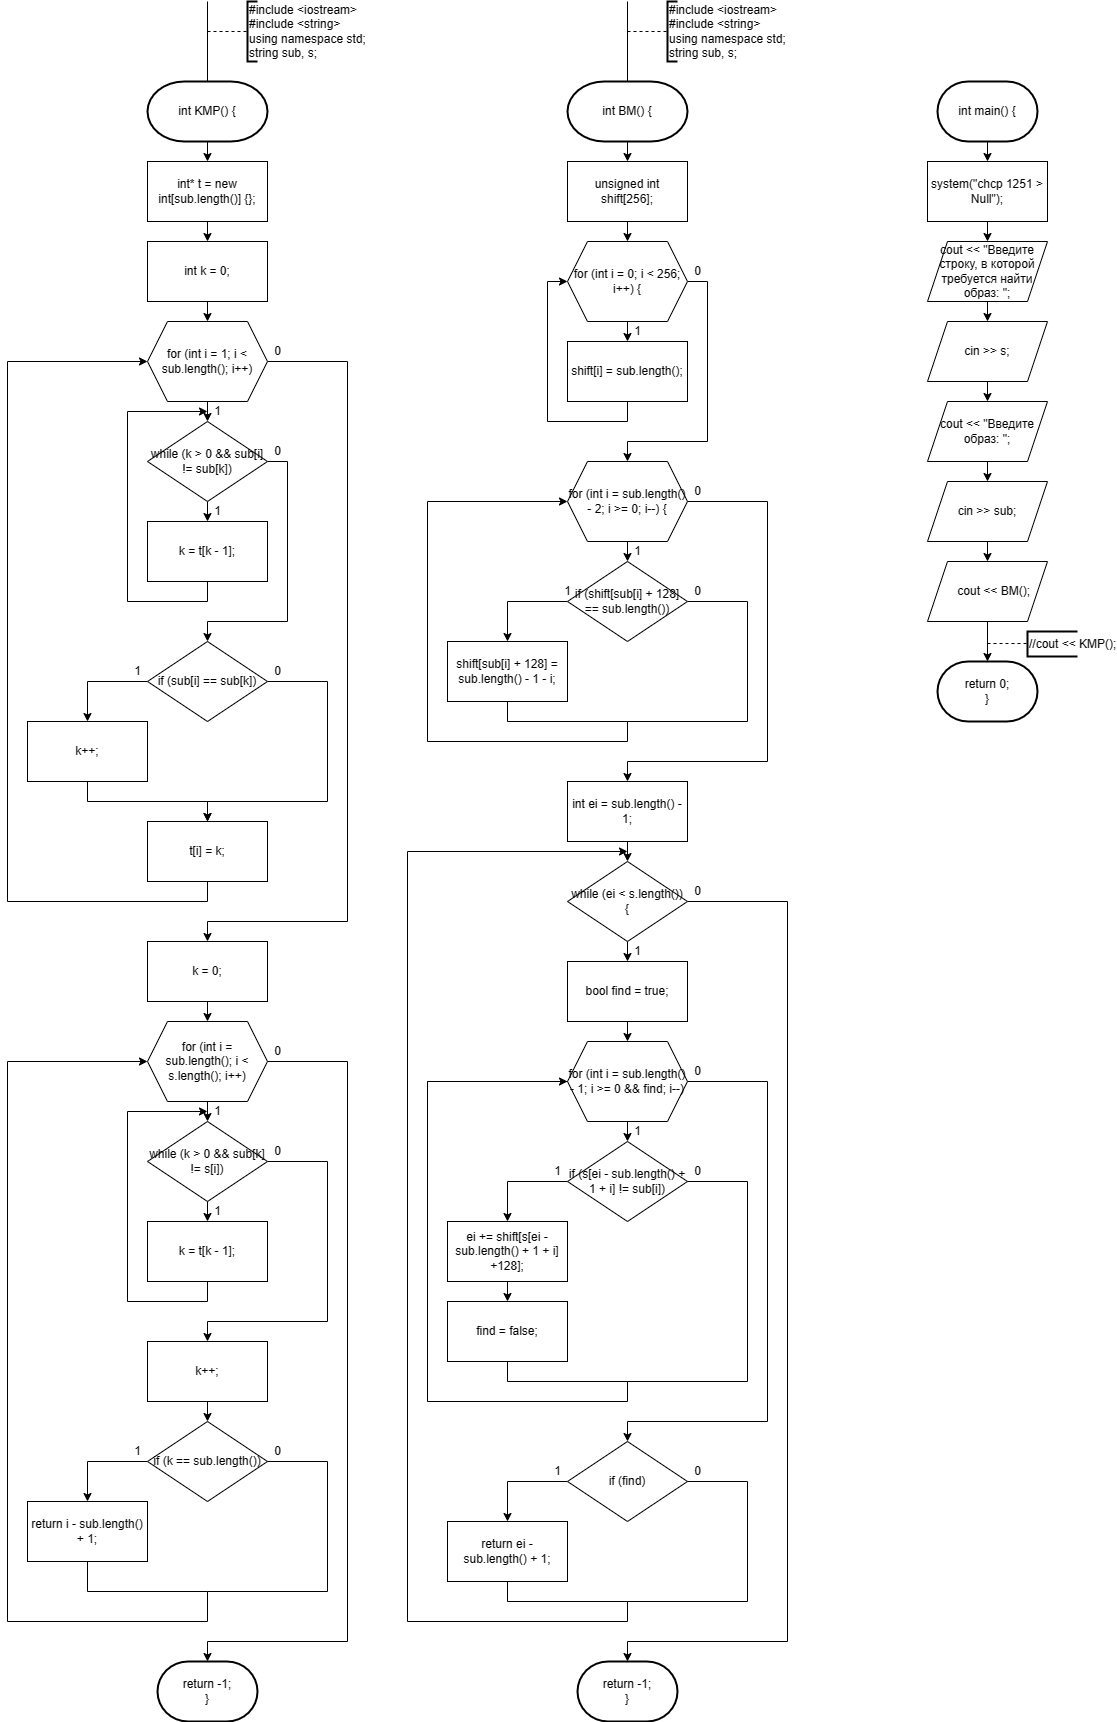 #include <iostream>
#include <string>
using namespace std;
string sub, s;
int KMP() {
int* t = new
int[sub.length()] {};
int k = 0;
for (int i = 1; i <
sub.length(); i++)
0
1
while (k > 0 && sub[i]
!= sub[k])
0
1
k = t[k - 1];
if (sub[i] == sub[k])
1
0
k++;
t[i] = k;
k = 0;
for (int i =
sub.length(); i <
s.length(); i++)
0
1
while (k > 0 && sub[k]
!= s[i])
0
1
k = t[k - 1];
k++;
if (k == sub.length())
1
0
return i - sub.length()
+ 1;
return -1;
}
#include <iostream>
#include <string>
using namespace std;
string sub, s;
int BM() {
unsigned int
shift[256];
for (int i = 0; i < 256;
i++) {
0
1
shift[i] = sub.length();
for (int i = sub.length()
- 2; i >= 0; i--) {
0
1
if (shift[sub[i] + 128]
== sub.length())
1
0
shift[sub[i] + 128] =
sub.length() - 1 - i;
int ei = sub.length() -
1;
while (ei < s.length())
{
0
1
bool find = true;
for (int i = sub.length()
- 1; i >= 0 && find; i--)
0
1
if (s[ei - sub.length() +
1 + i] != sub[i])
1
0
ei += shift[s[ei -
sub.length() + 1 + i]
+128];
find = false;
if (find)
1
0
return ei -
sub.length() + 1;
return -1;
}
int main() {
system("chcp 1251 >
Null");
cout << "Введите
строку, в которой
требуется найти
образ: ";
cin >> s;
cout << "Введите
образ: ";
cin >> sub;
cout << BM();
//cout << KMP();
return 0;
}